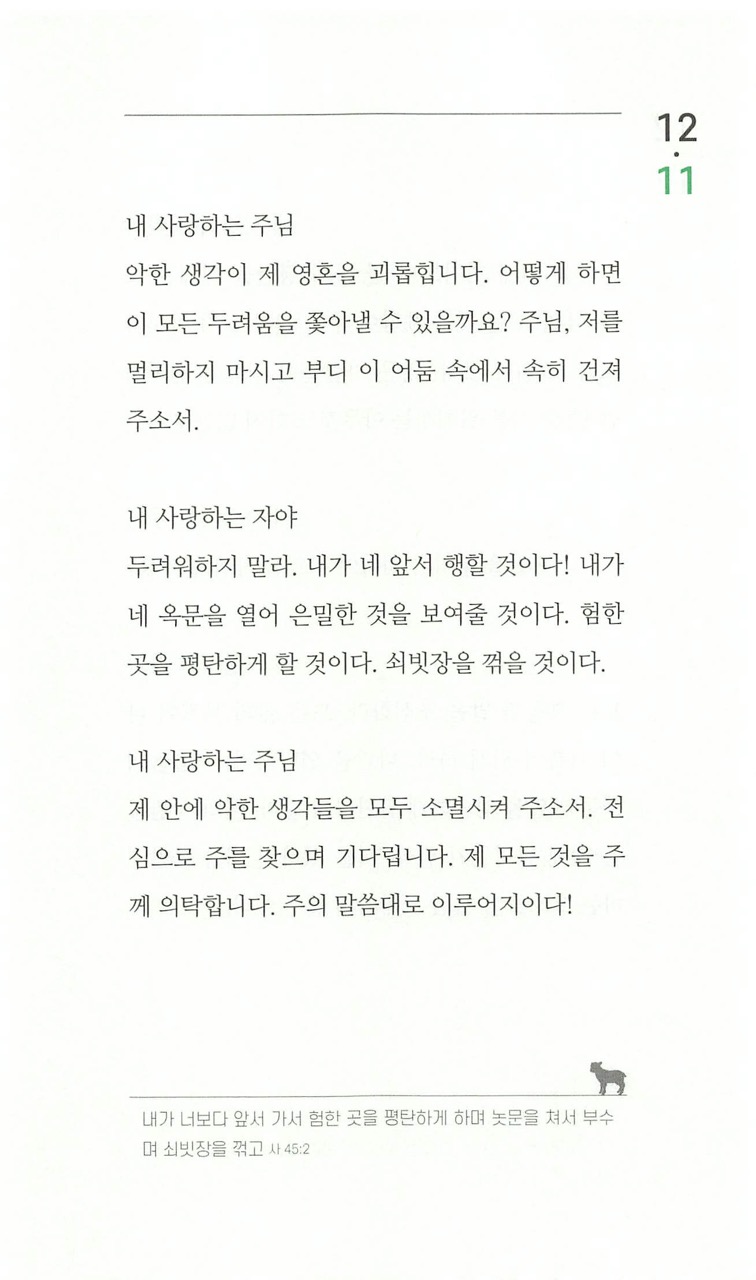 12
·
11
내 사랑하는 주님
악한 생각이 제 영혼을 괴롭힙니다. 어떻게 하면
이 모든 두려움을 쫓아낼 수 있을까요? 주님, 저를
멀리하지 마시고 부디 이 어둠 속에서 속히 건져
주소서.
내 사랑하는 자야
두려워하지 말라. 내가 네 앞서 행할 것이다! 내가
네 옥문을 열어 은밀한 것을 보여줄 것이다. 험한
곳을 평탄하게 할 것이다. 쇠빗장을 꺾을 것이다.
내 사랑하는 주님
제 안에 악한 생각들을 모두 소멸시켜 주소서. 전
심으로 주를 찾으며 기다립니다. 제 모든 것을 주
께 의탁합니다. 주의 말씀대로 이루어지이다!
내가 너보다 앞서 가서 험한 곳을 평탄하게 하며 놋문을 쳐서 부수
며 쇠빗장을 꺾고 사 45:2